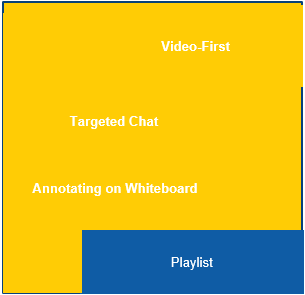 Video-First
Targeted Chat
Annotating on Whiteboard
Playlist